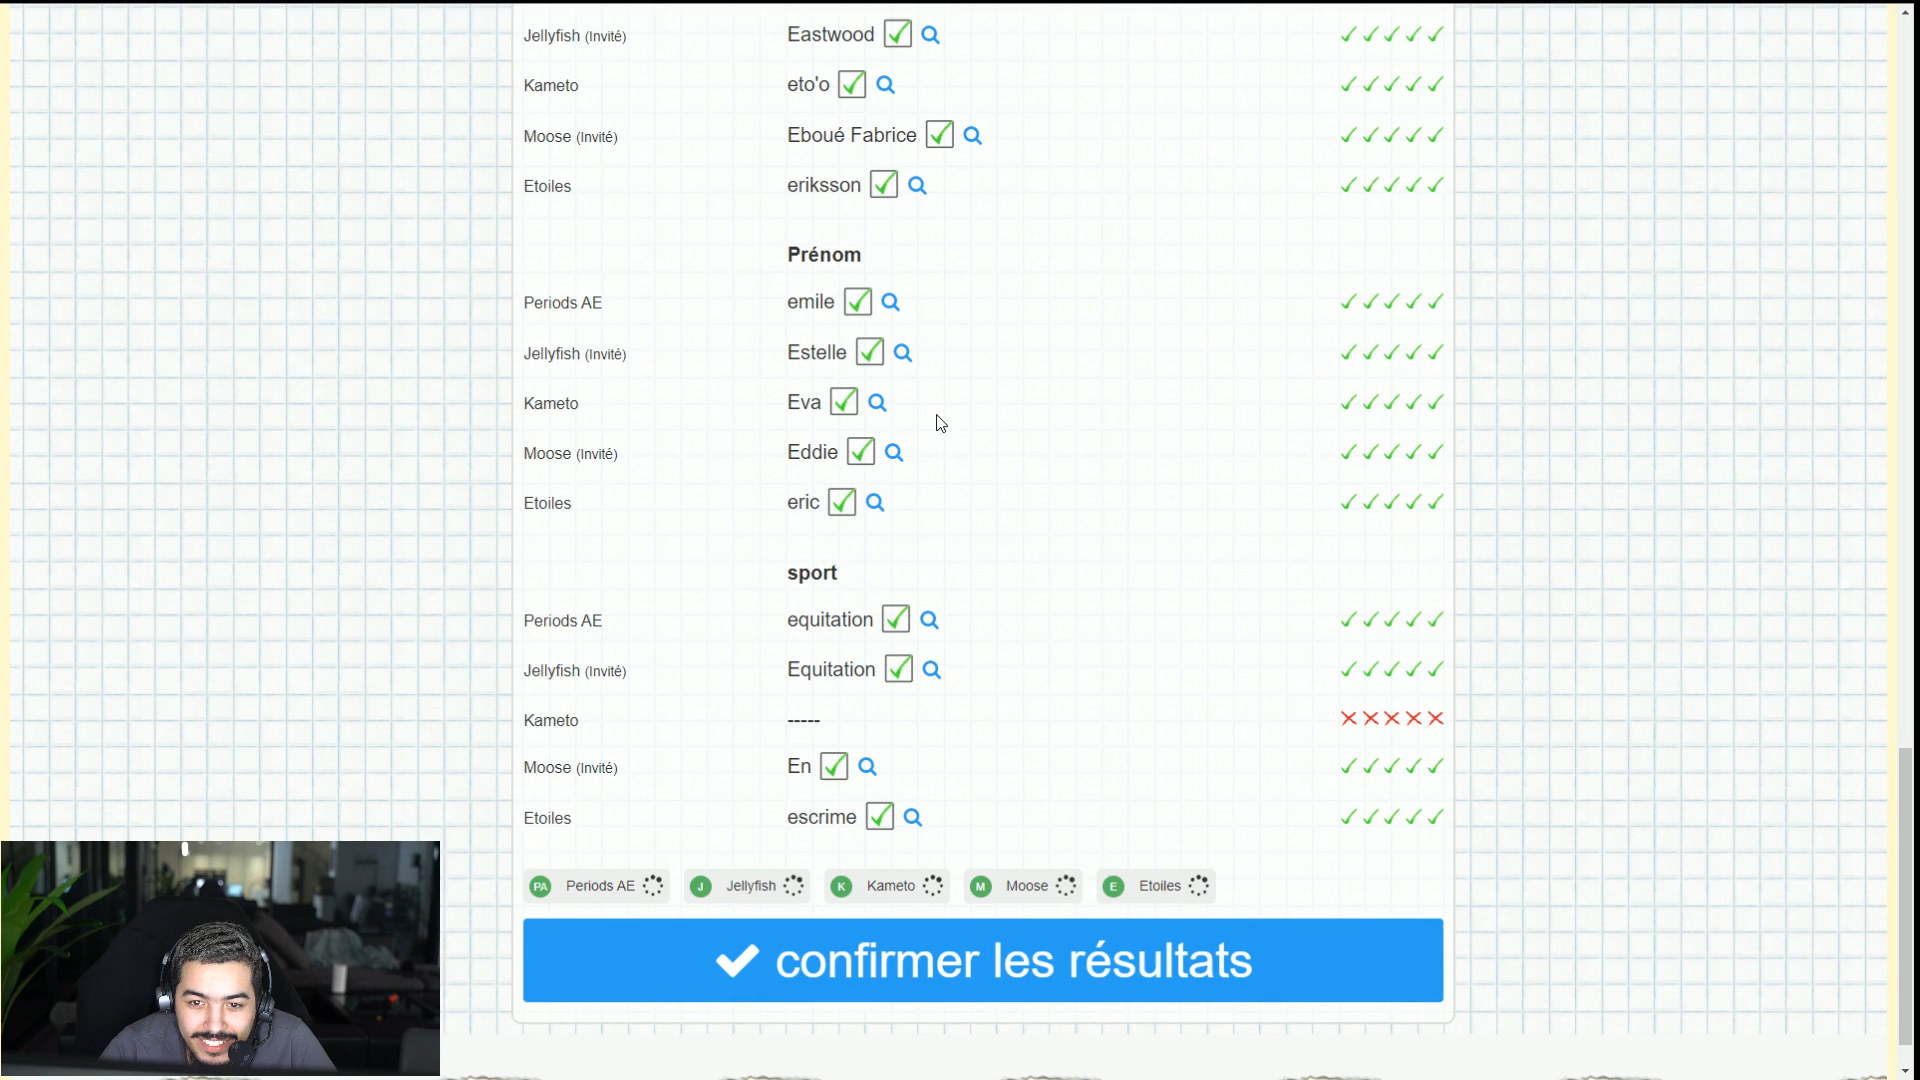 Jellyfish (Invité) Eastwood
Kameto eto'o
Moose (Invité) Eboué Fabrice
Etoiles eriksson
Prénom
Periods AE emile
Jellyfish (Invité) Estelle
Kameto Eva
Moose (Invité) Eddie
Etoiles eric
sport
Periods AE equitation
Jellyfish (Invité) Equitation
Kameto -----
Moose (Invité) En
Etoiles escrime
PA Periods AE J Jellyfish K Kameto M Moose E Etoiles
confirmer les résultats